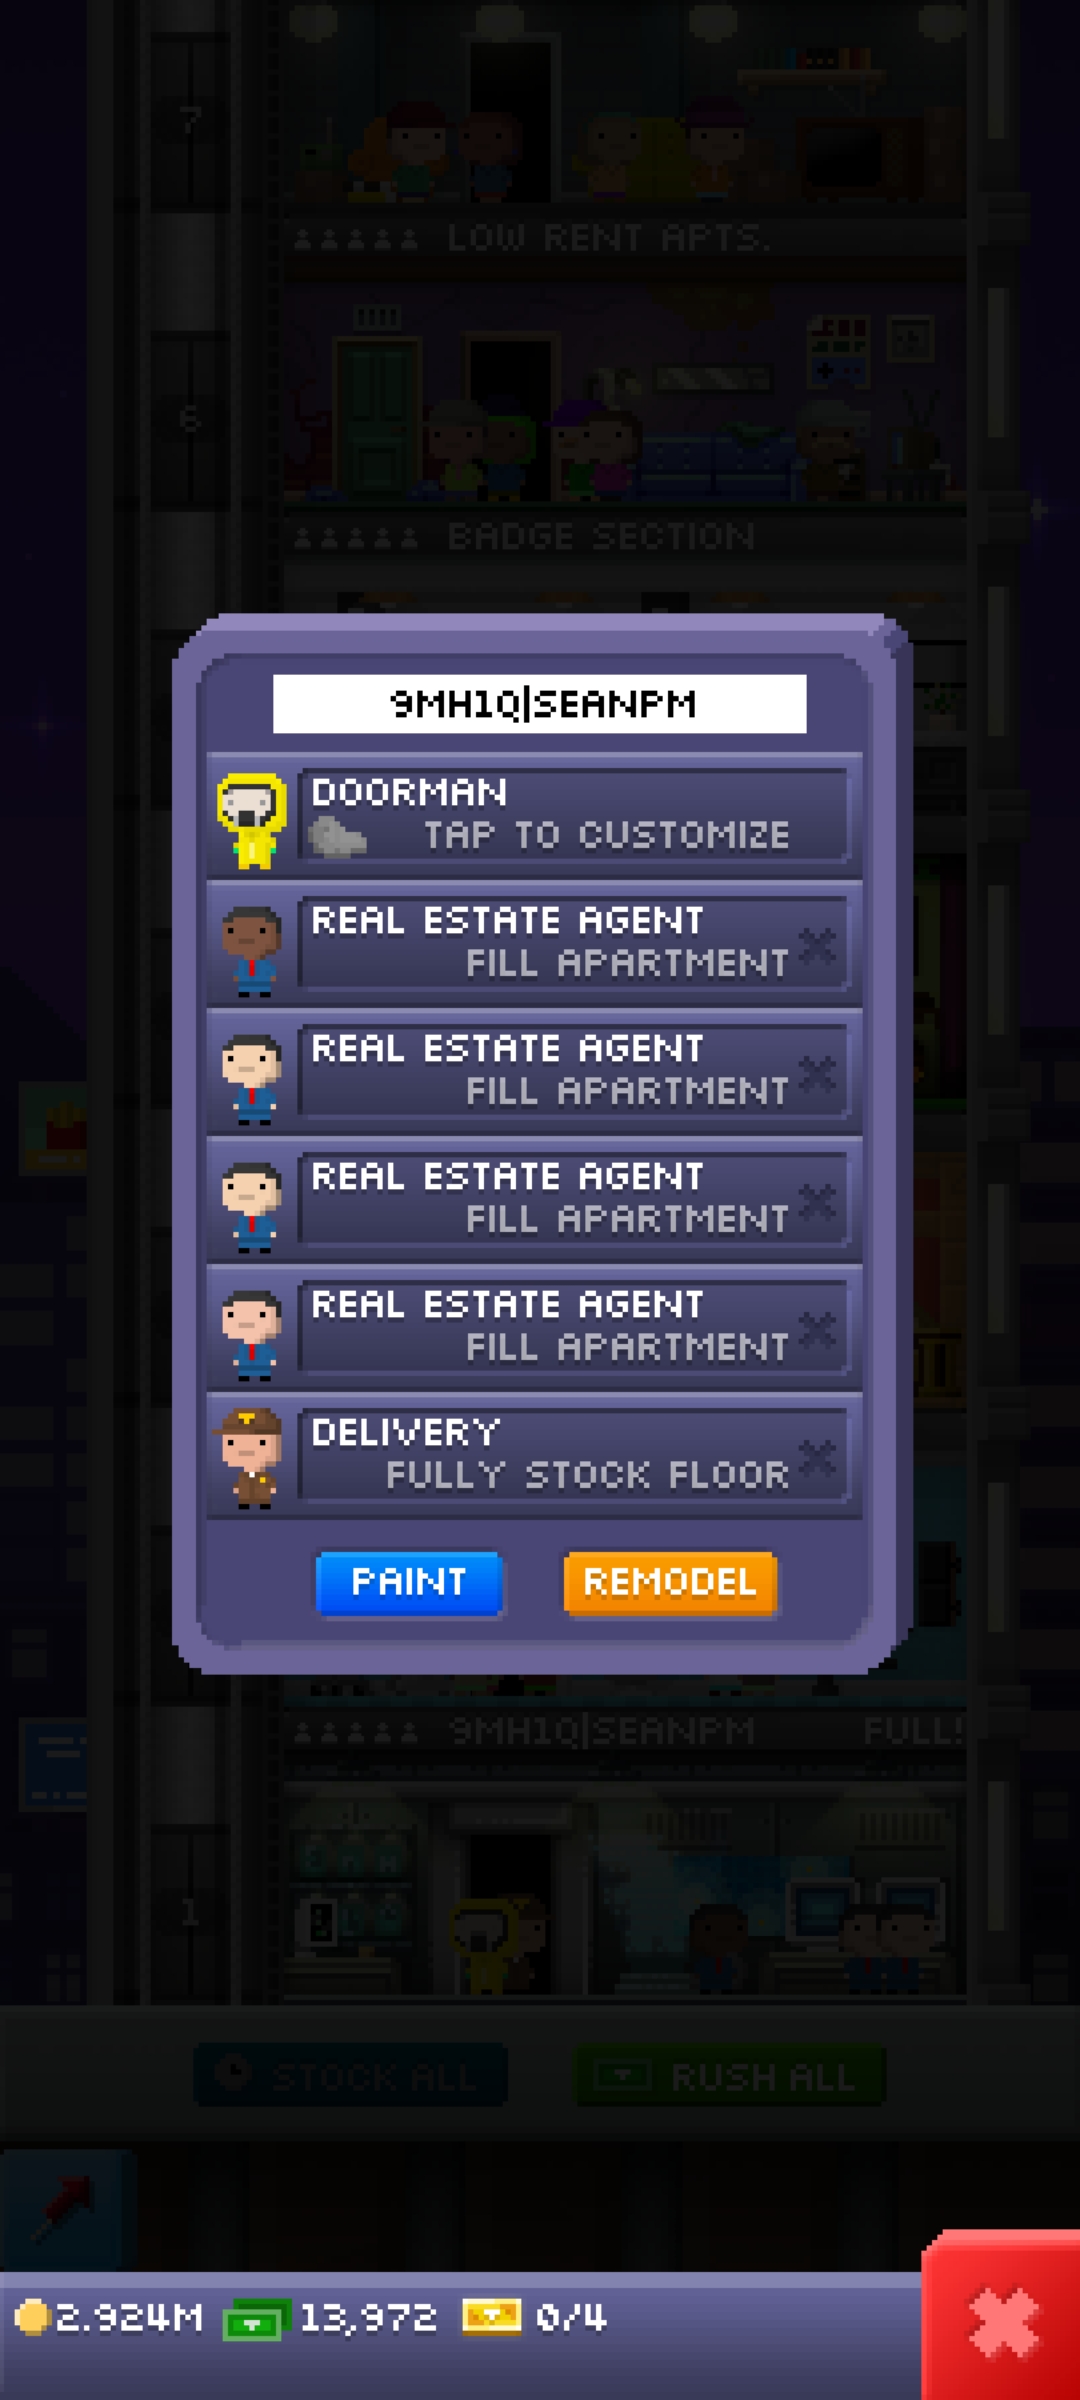 7
LOW RENT APTS.
6
BADGE SECTION
9MH1Q|SEANPM
DOORMAN
TAP TO CUSTOMIZE
REAL ESTATE AGENT
FILL APARTMENT
REAL ESTATE AGENT
FILL APARTMENT
REAL ESTATE AGENT
FILL APARTMENT
REAL ESTATE AGENT
FILL APARTMENT
DELIVERY
FULLY STOCK FLOOR
PAINT REMODEL
9MH1Q|SEANPM FULL!
1
STOCK ALL RUSH ALL
2.924M 13,972 0/4